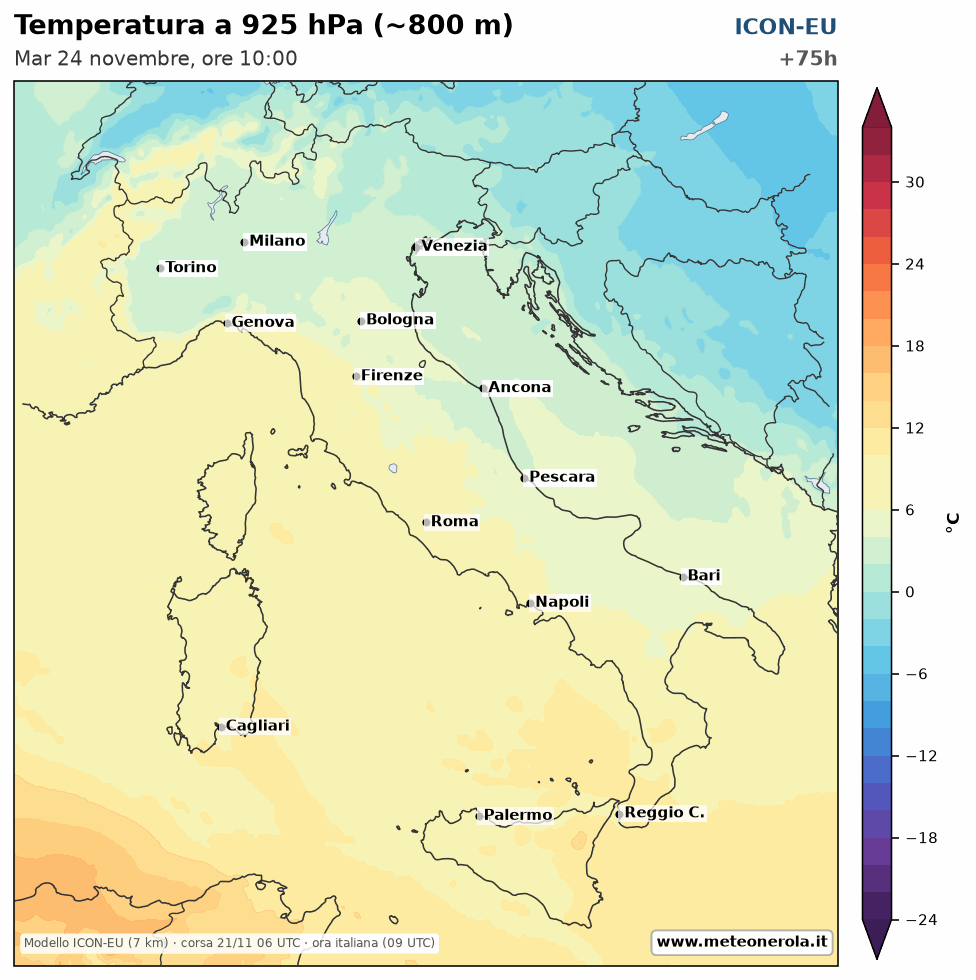 Temperatura a 925 hPa (~800 m)
ICON-EU
Mar 24 novembre, ore 10:00
+75h
Milano
Venezia
Torino
Genova
Bologna
Firenze
Ancona
Pescara
Roma
Bari
Napoli
Cagliari
Palermo
Reggio C.
30
24
18
12
6
0
−6
−12
−18
−24
°C
Modello ICON-EU (7 km) · corsa 21/11 06 UTC · ora italiana (09 UTC)
www.meteonerola.it